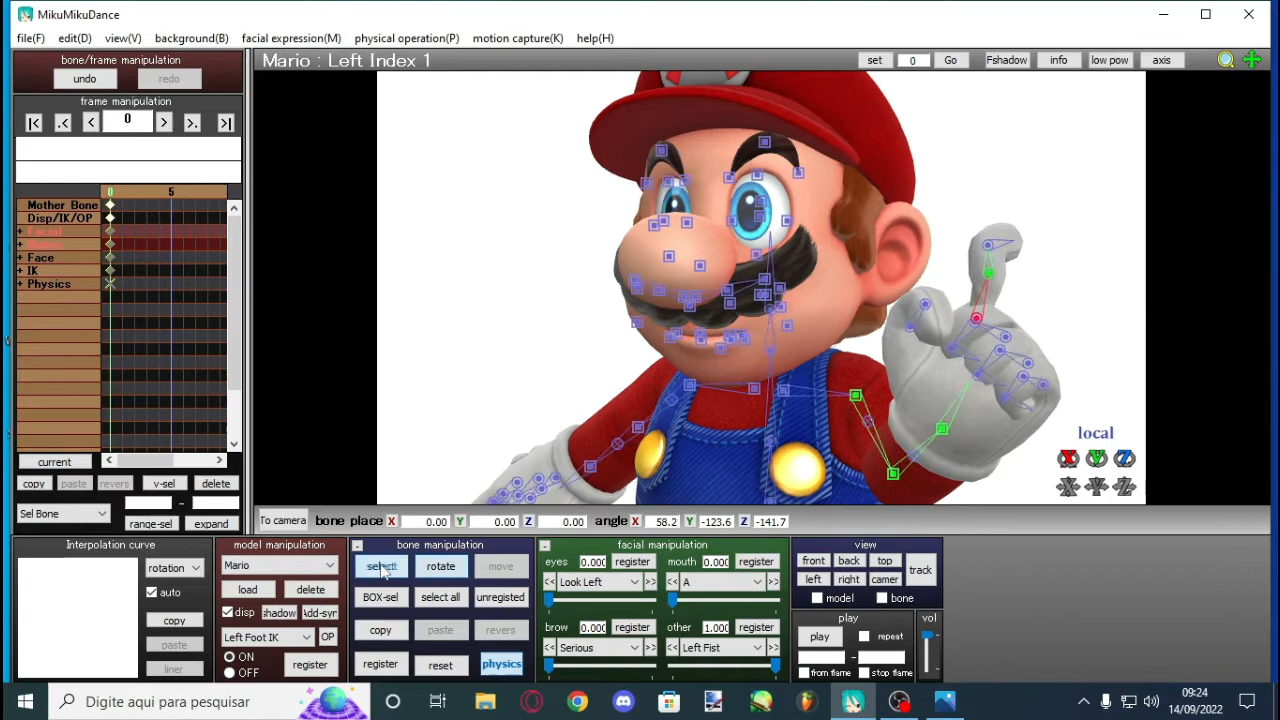 MikuMikuDance
file(F) edit(D) view(V) background(B) facial expression(M) physical operation(P) motion capture(K) help(H)
bone/frame manipulation
undo redo
frame manipulation
|< .< < 0 > >. >|
0 5
Mother Bone
Disp/IK/OP
+ Facial
+ Face
+ IK
+ Physics
current
copy paste revers v-sel delete
Sel Bone -
range-sel expand
Mario : Left Index 1
set 0 Go Fshadow info low pow axis
local
X Y Z
X Y Z
To camera bone place X 0.00 Y 0.00 Z 0.00 angle X 58.2 Y -123.6 Z -141.7
Interpolation curve
rotation
auto
copy
paste
liner
model manipulation
Mario
load delete
disp shadow Add-syn
Left Foot IK OP
ON
OFF
register
- bone manipulation
select rotate move
BOX-sel select all unregisted
copy paste revers
register reset physics
- facial manipulation
eyes 0.000 register mouth 0.000 register
<< Look Left >> << A >>
brow 0.000 register other 1.000 register
<< Serious >> << Left Fist >>
view
front back top
left right camer
track
model bone
play vol
play repeat
-
from flame stop flame
Digite aqui para pesquisar
09:24
14/09/2022